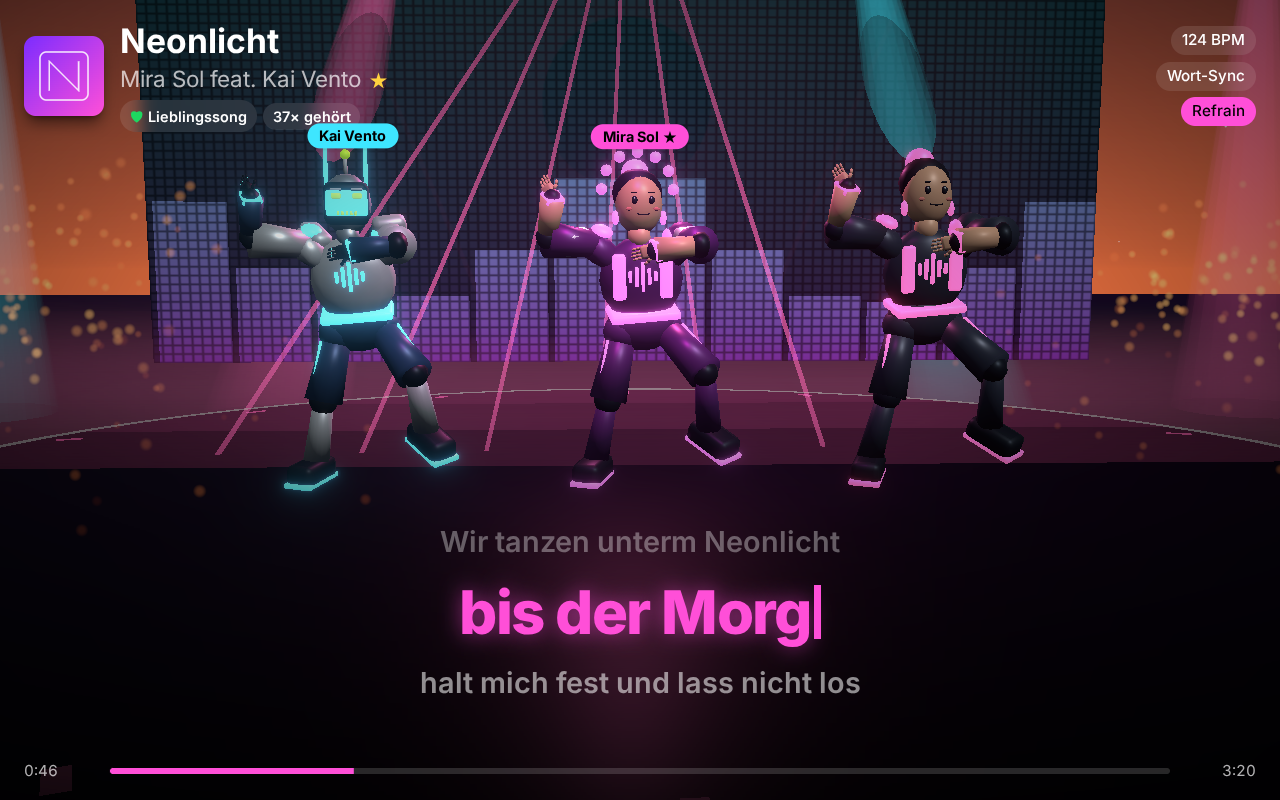 N
Neonlicht
Mira Sol feat. Kai Vento ★
Lieblingssong
37× gehört
124 BPM
Wort-Sync
Refrain
Kai Vento
Mira Sol ★
Wir tanzen unterm Neonlicht
bis der Morg
halt mich fest und lass nicht los
0:46
3:20